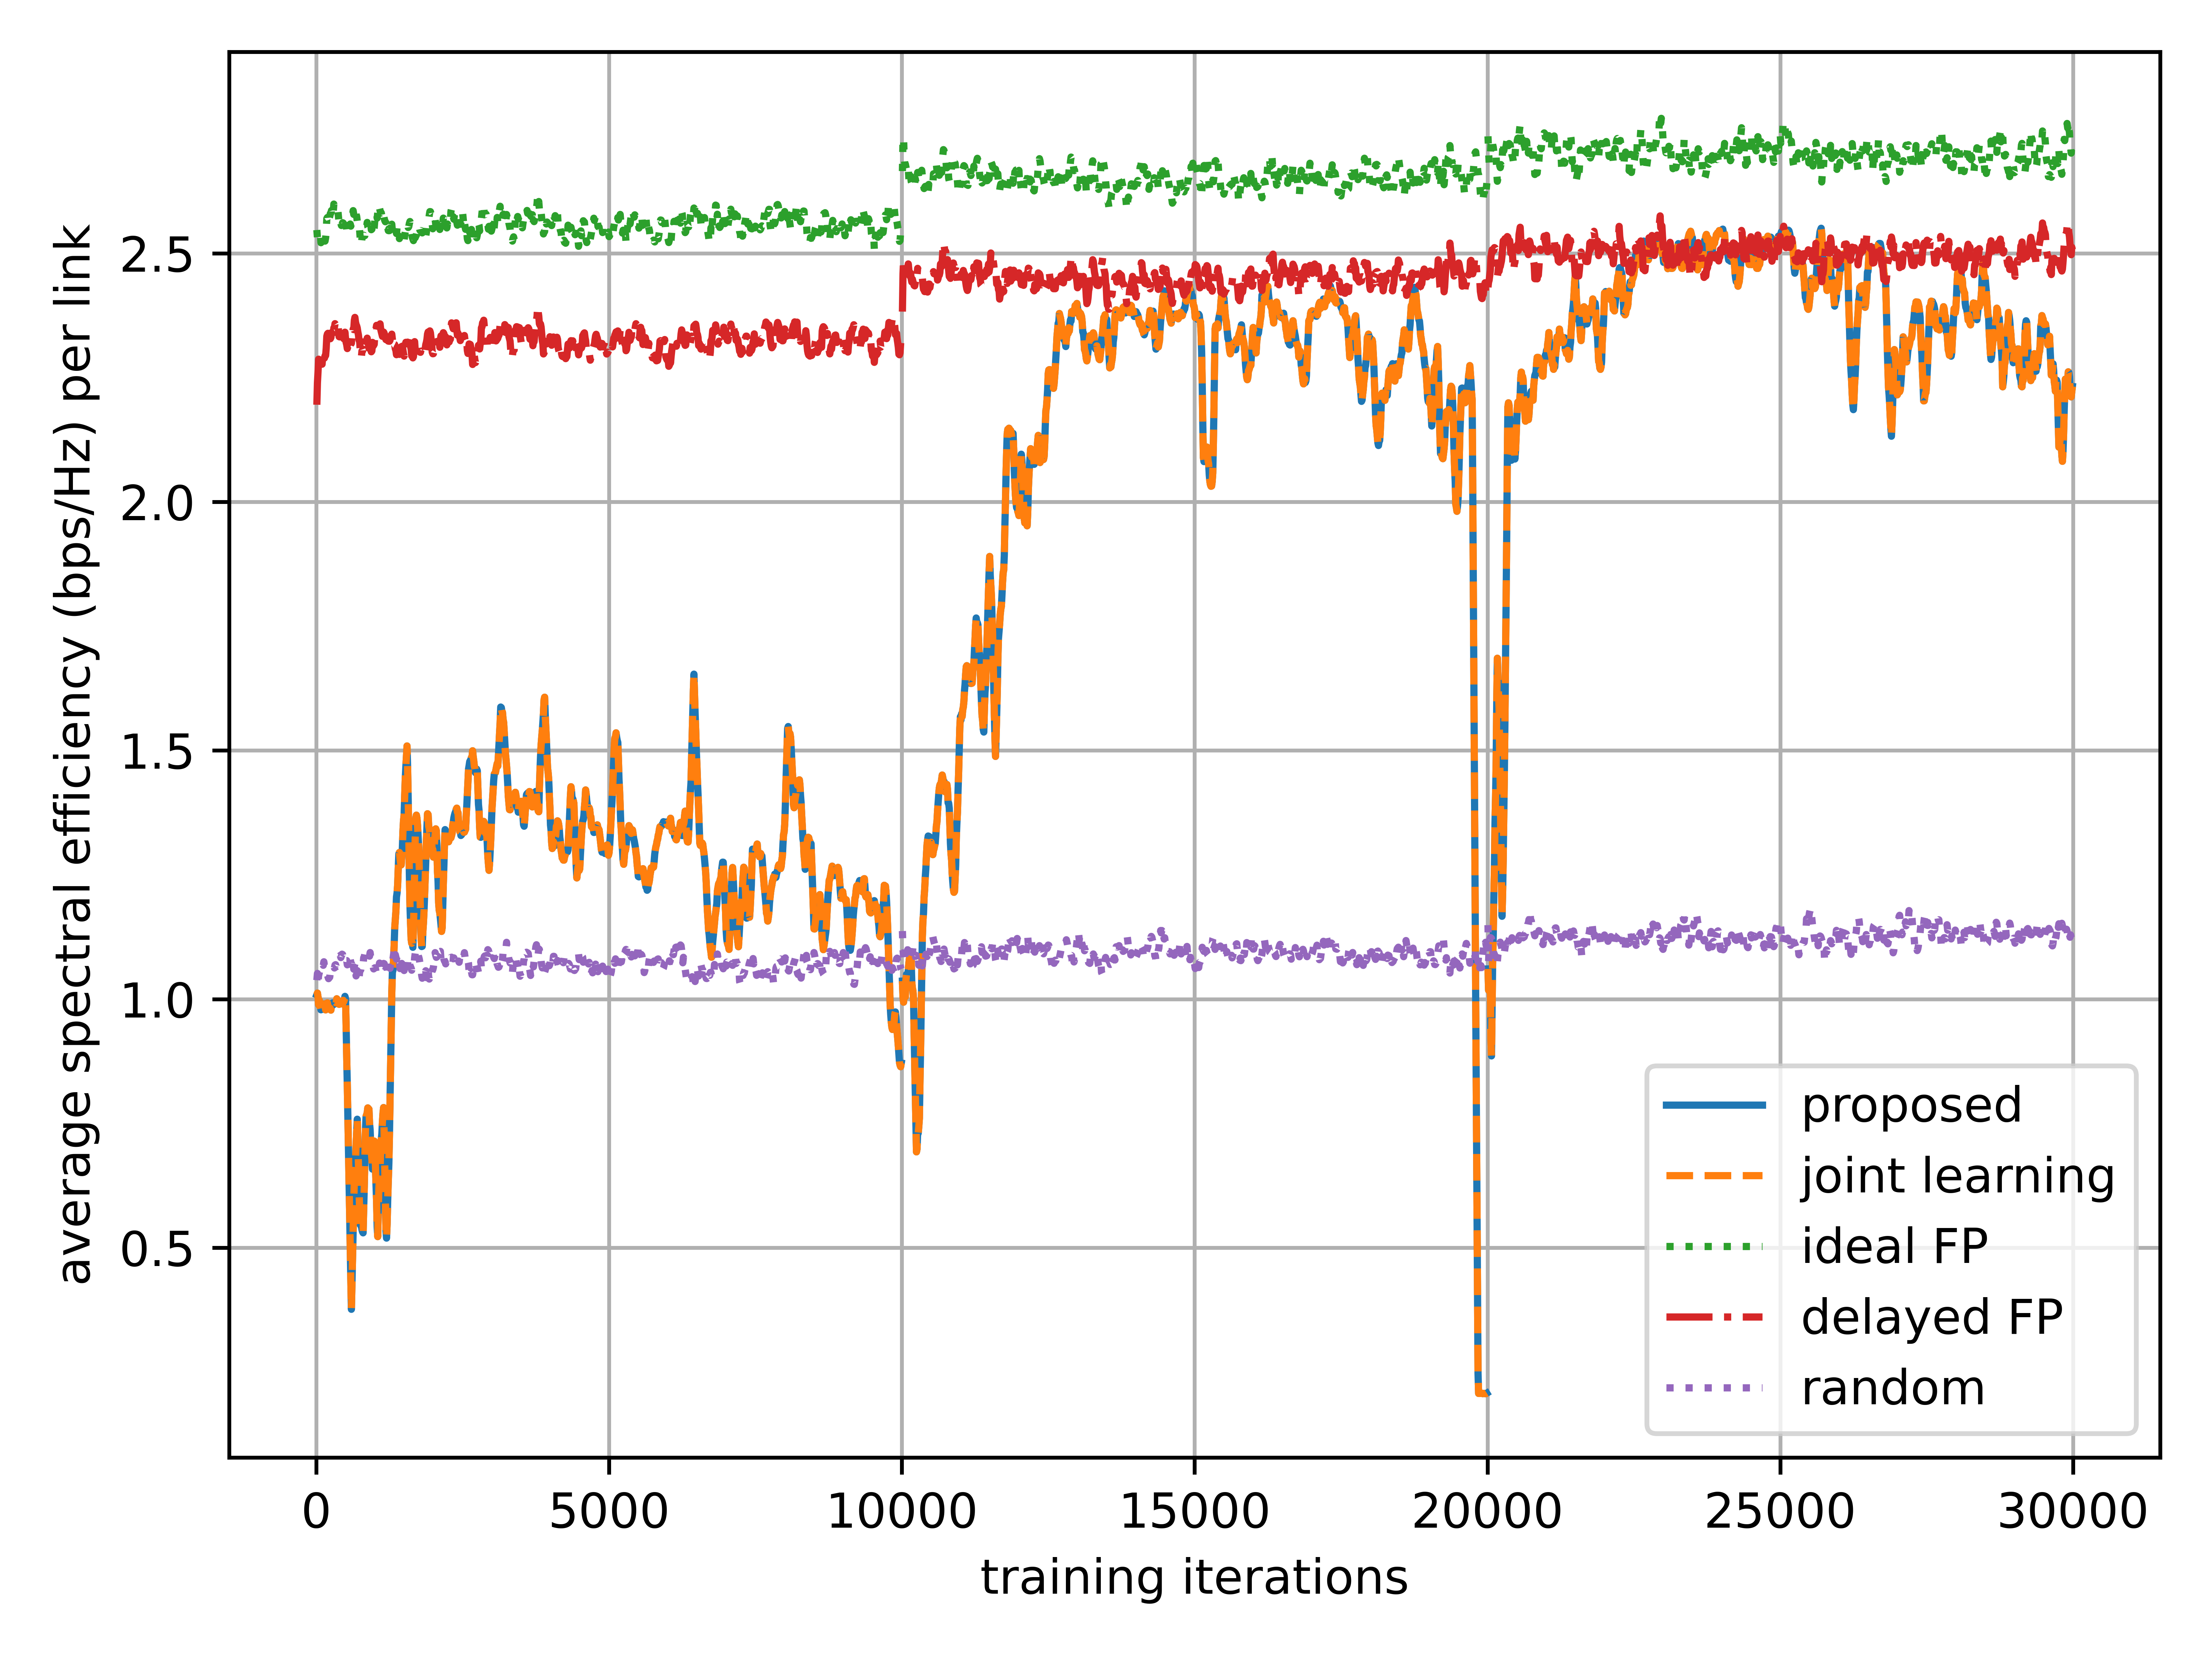 average spectral efficiency (bps/Hz) per link
2.5
2.0
1.5
1.0
0.5
0
5000
10000
15000
20000
25000
30000
training iterations
proposed
joint learning
ideal FP
delayed FP
random